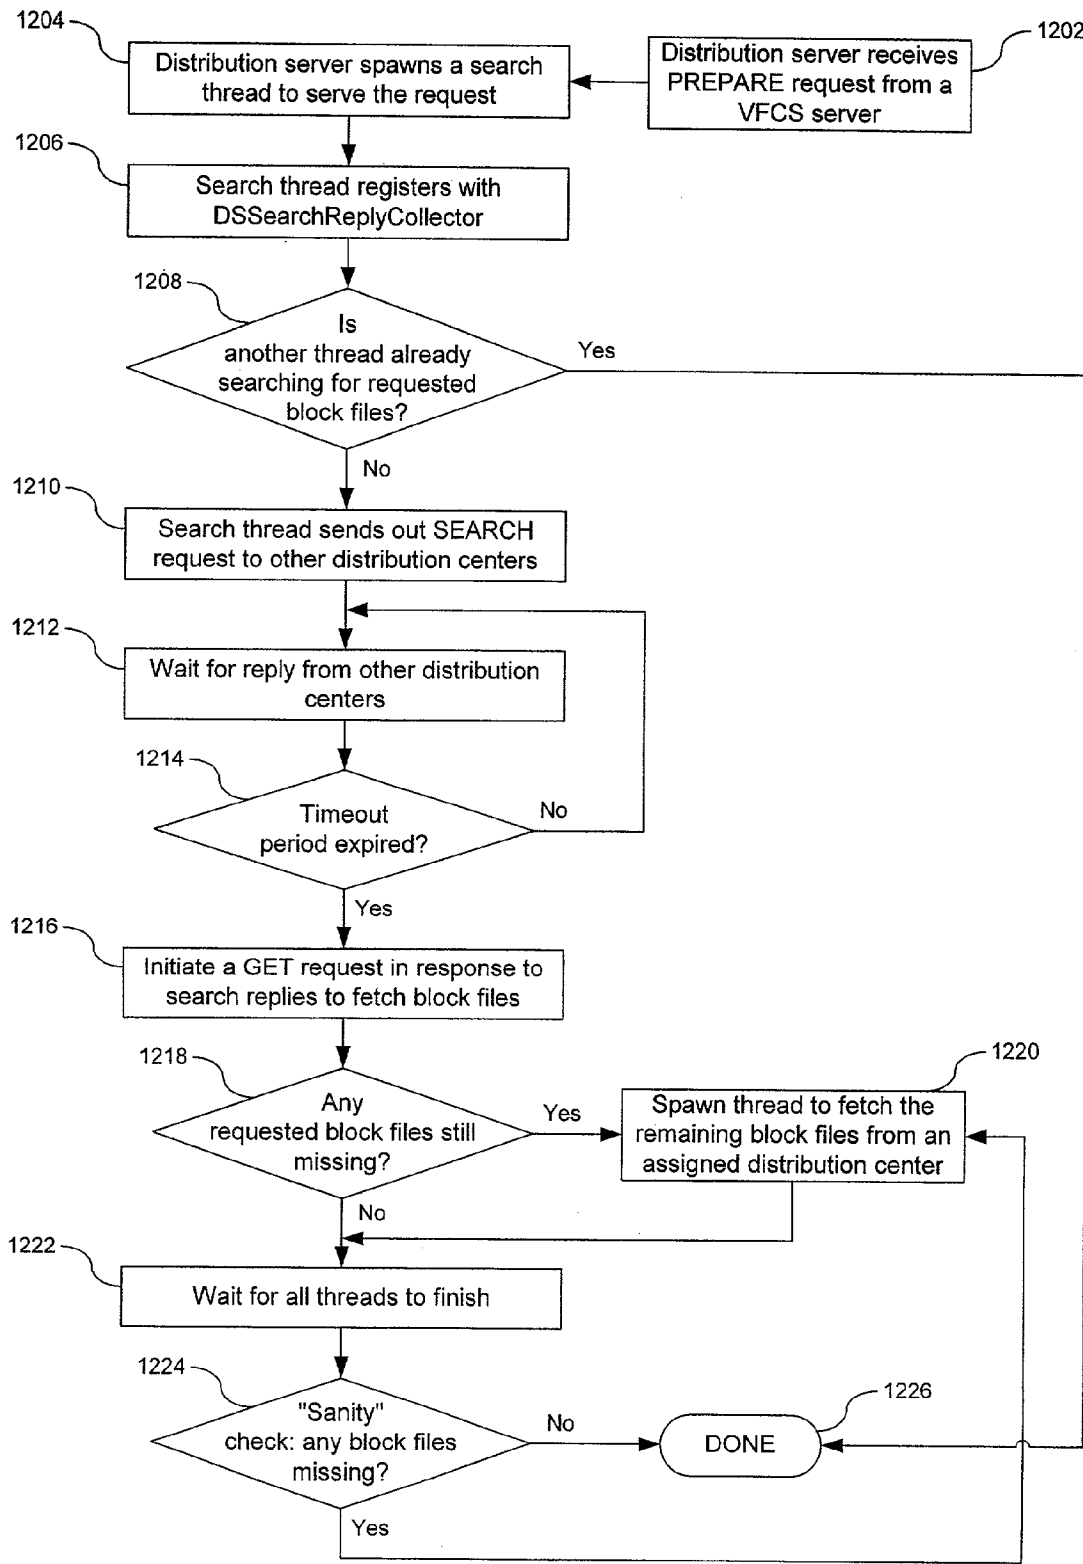 1204
Distribution server spawns a search
thread to serve the request
1202
Distribution server receives
PREPARE request from a
VFCS server
1206
Search thread registers with
DSSearchReplyCollector
1208
Is
another thread already
searching for requested
block files?
Yes
No
1210
Search thread sends out SEARCH
request to other distribution centers
1212
Wait for reply from other distribution
centers
1214
Timeout
period expired?
No
Yes
1216
Initiate a GET request in response to
search replies to fetch block files
1218
Any
requested block files still
missing?
Yes
No
1220
Spawn thread to fetch the
remaining block files from an
assigned distribution center
1222
Wait for all threads to finish
1224
"Sanity"
check: any block files
missing?
No
Yes
1226
DONE